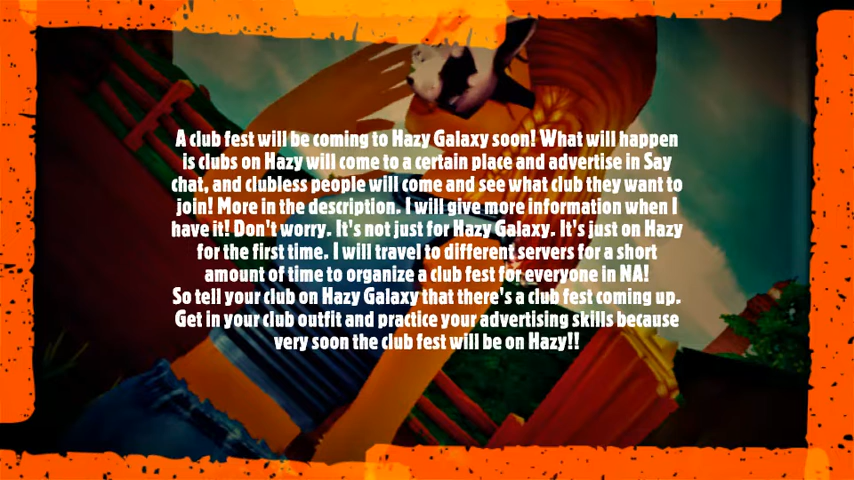 A club fest will be coming to Hazy Galaxy soon! What will happen
is clubs on Hazy will come to a certain place and advertise in Say
chat, and clubless people will come and see what club they want to
join! More in the description. I will give more information when I
have it! Don't worry. It's not just for Hazy Galaxy. It's just on Hazy
for the first time. I will travel to different servers for a short
amount of time to organize a club fest for everyone in NA!
So tell your club on Hazy Galaxy that there's a club fest coming up.
Get in your club outfit and practice your advertising skills because
very soon the club fest will be on Hazy!!